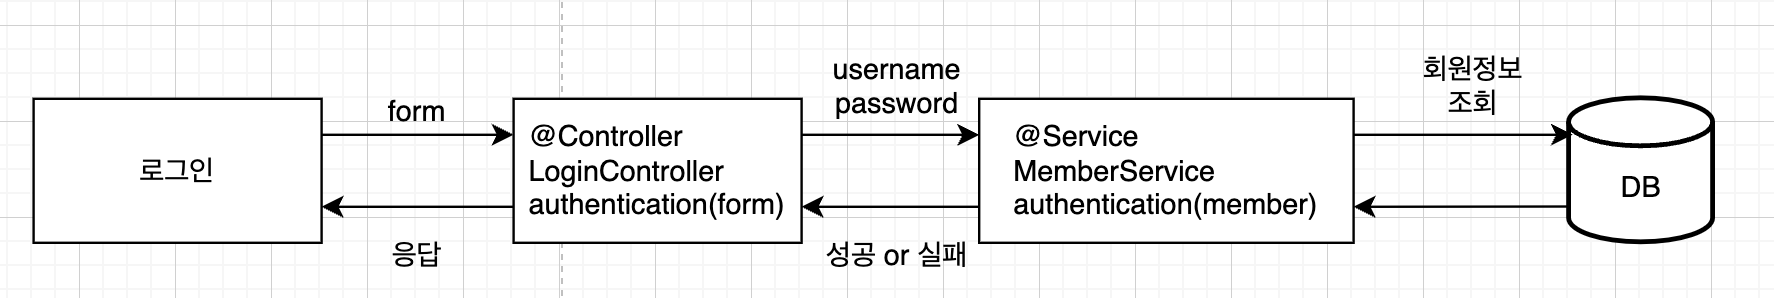 로그인
form
응답
@Controller
LoginController
authentication(form)
username
password
성공 or 실패
@Service
MemberService
authentication(member)
회원정보
조회
DB